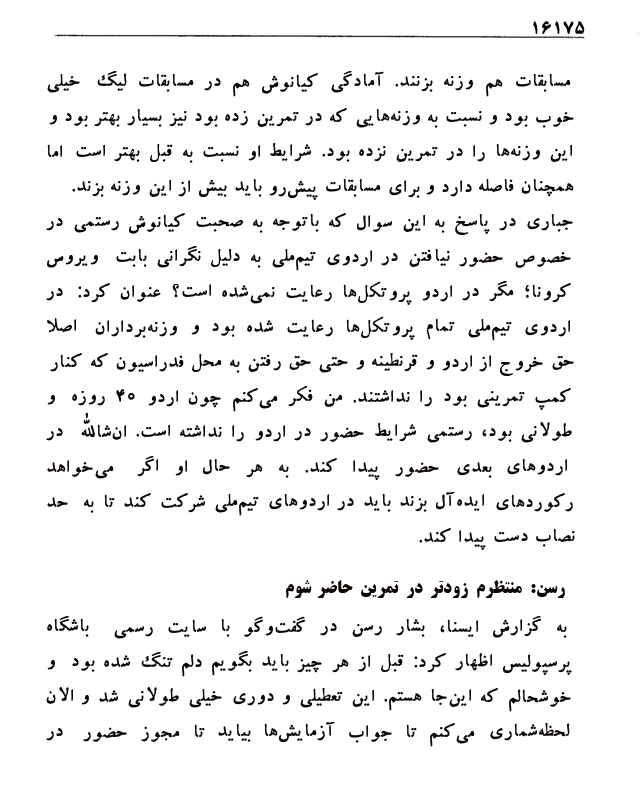 ۱۶۱۷۵
مسابقات هم وزنه بزنند. آمادگی کیانوش هم در مسابقات لیگ خیلی
خوب بود و نسبت به وزنه‌هایی که در تمرین زده بود نیز بسیار بهتر بود و
این وزنه‌ها را در تمرین نزده بود. شرایط او نسبت به قبل بهتر است اما
همچنان فاصله دارد و برای مسابقات پیش‌رو باید بیش از این وزنه بزند.
جباری در پاسخ به این سوال که باتوجه به صحبت کیانوش رستمی در
خصوص حضور نیافتن در اردوی تیم‌ملی به دلیل نگرانی بابت ویروس
کرونا؛ مگر در اردو پروتکل‌ها رعایت نمی‌شده است؟ عنوان کرد: در
اردوی تیم‌ملی تمام پروتکل‌ها رعایت شده بود و وزنه‌برداران اصلا
حق خروج از اردو و قرنطینه و حتی حق رفتن به محل فدراسیون که کنار
کمپ تمرینی بود را نداشتند. من فکر می‌کنم چون اردو ۴۰ روزه و
طولانی بود، رستمی شرایط حضور در اردو را نداشته است. ان‌شالله در
اردوهای بعدی حضور پیدا کند. به هر حال او اگر می‌خواهد
رکوردهای ایده‌آل بزند باید در اردوهای تیم‌ملی شرکت کند تا به حد
نصاب دست پیدا کند.
رسن: منتظرم زودتر در تمرین حاضر شوم
به گزارش ایسنا، بشار رسن در گفت‌وگو با سایت رسمی باشگاه
پرسپولیس اظهار کرد: قبل از هر چیز باید بگویم دلم تنگ شده بود و
خوشحالم که این‌جا هستم. این تعطیلی و دوری خیلی طولانی شد و الان
لحظه‌شماری می‌کنم تا جواب آزمایش‌ها بیاید تا مجوز حضور در